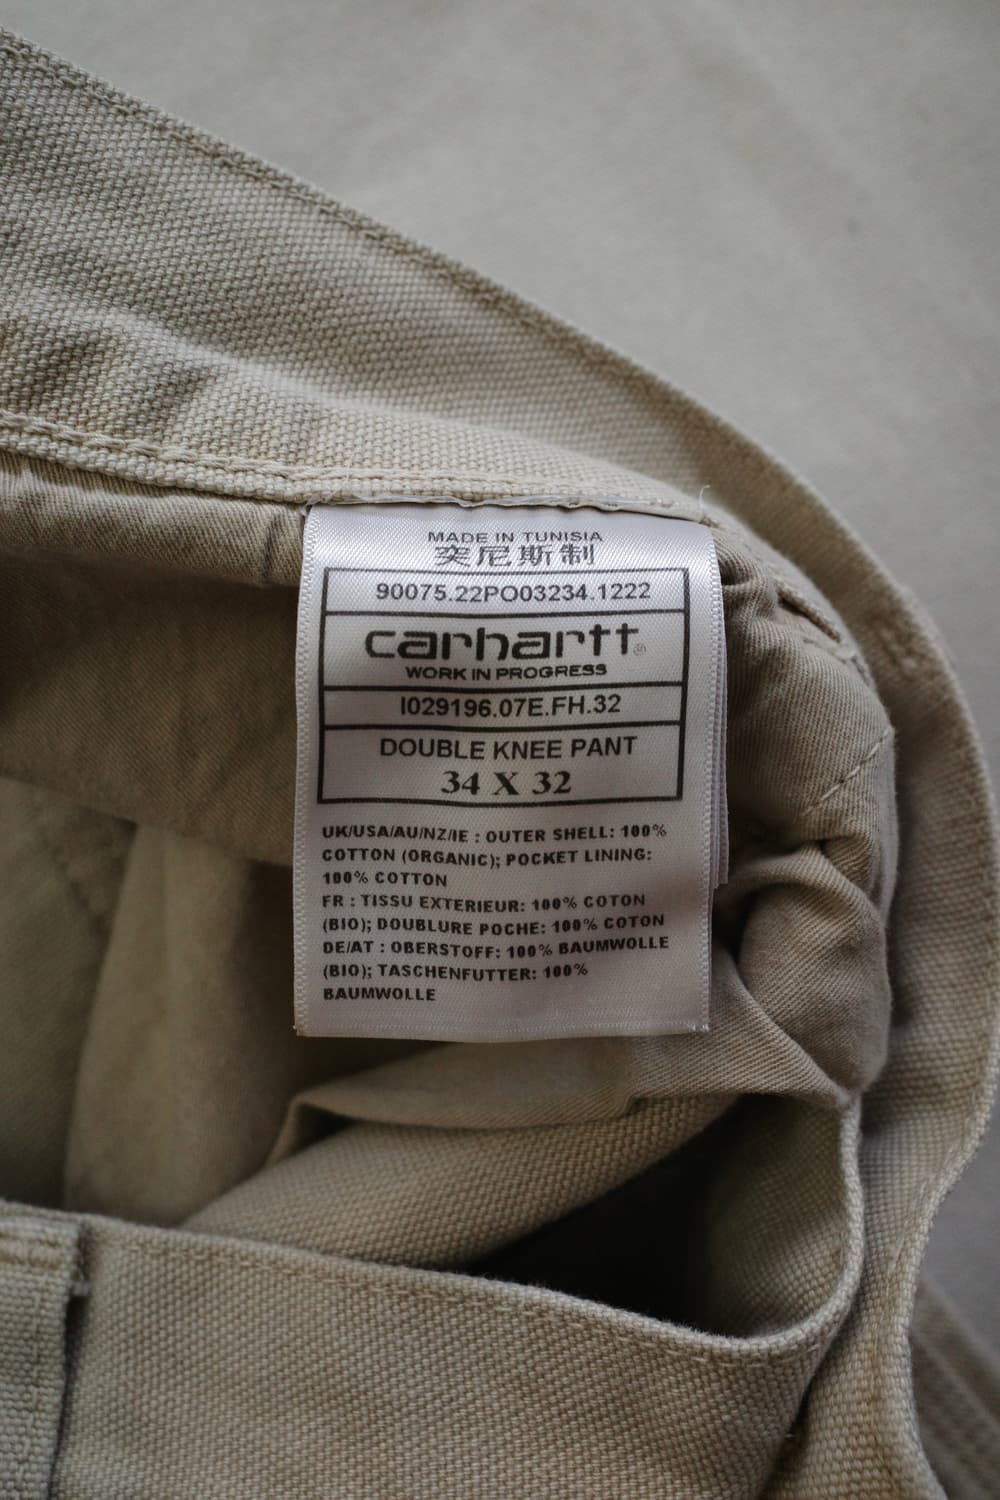 MADE IN TUNISIA
突尼斯制
90075.22PO03234.1222
carhartt®
WORK IN PROGRESS
I029196.07E.FH.32
DOUBLE KNEE PANT
34 X 32
UK/USA/AU/NZ/IE : OUTER SHELL: 100%
COTTON (ORGANIC); POCKET LINING:
100% COTTON
FR : TISSU EXTERIEUR: 100% COTON
(BIO); DOUBLURE POCHE: 100% COTON
DE/AT : OBERSTOFF: 100% BAUMWOLLE
(BIO); TASCHENFUTTER: 100%
BAUMWOLLE